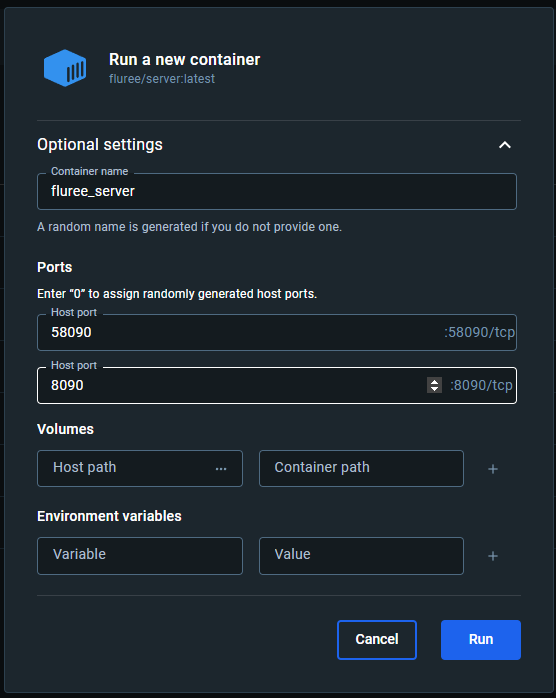 Run a new container
fluree/server:latest
Optional settings
Container name
fluree_server
A random name is generated if you do not provide one.
Ports
Enter “0” to assign randomly generated host ports.
Host port
58090 :58090/tcp
Host port
8090 :8090/tcp
Volumes
Host path ... Container path +
Environment variables
Variable Value +
Cancel Run